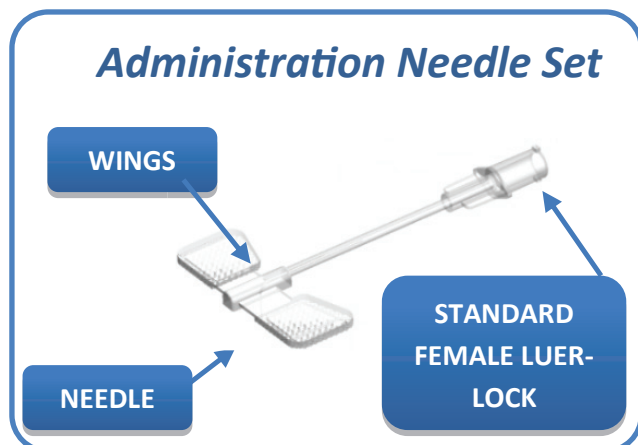 Administration Needle Set
WINGS
STANDARD
FEMALE LUER-
LOCK
NEEDLE